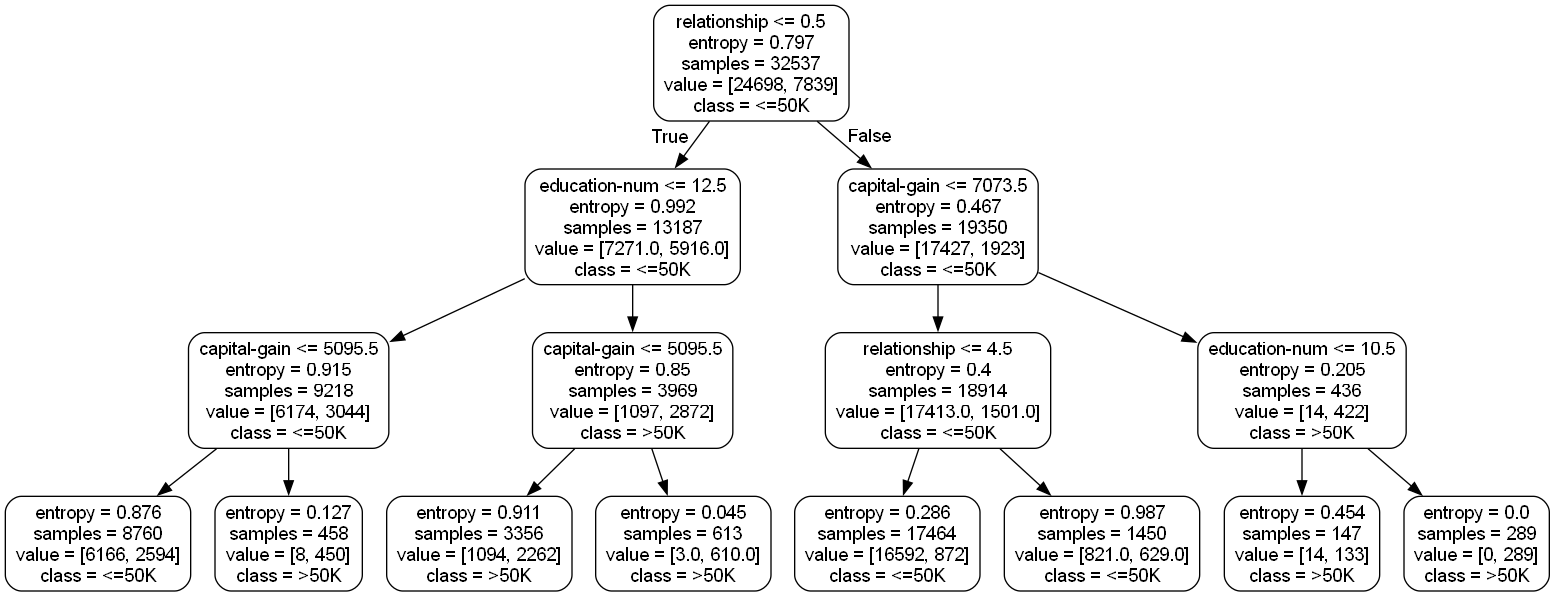 relationship <= 0.5
entropy = 0.797
samples = 32537
value = [24698, 7839]
class = <=50K
True
False
education-num <= 12.5
entropy = 0.992
samples = 13187
value = [7271.0, 5916.0]
class = <=50K
capital-gain <= 7073.5
entropy = 0.467
samples = 19350
value = [17427, 1923]
class = <=50K
capital-gain <= 5095.5
entropy = 0.915
samples = 9218
value = [6174, 3044]
class = <=50K
capital-gain <= 5095.5
entropy = 0.85
samples = 3969
value = [1097, 2872]
class = >50K
relationship <= 4.5
entropy = 0.4
samples = 18914
value = [17413.0, 1501.0]
class = <=50K
education-num <= 10.5
entropy = 0.205
samples = 436
value = [14, 422]
class = >50K
entropy = 0.876
samples = 8760
value = [6166, 2594]
class = <=50K
entropy = 0.127
samples = 458
value = [8, 450]
class = >50K
entropy = 0.911
samples = 3356
value = [1094, 2262]
class = >50K
entropy = 0.045
samples = 613
value = [3.0, 610.0]
class = >50K
entropy = 0.286
samples = 17464
value = [16592, 872]
class = <=50K
entropy = 0.987
samples = 1450
value = [821.0, 629.0]
class = <=50K
entropy = 0.454
samples = 147
value = [14, 133]
class = >50K
entropy = 0.0
samples = 289
value = [0, 289]
class = >50K